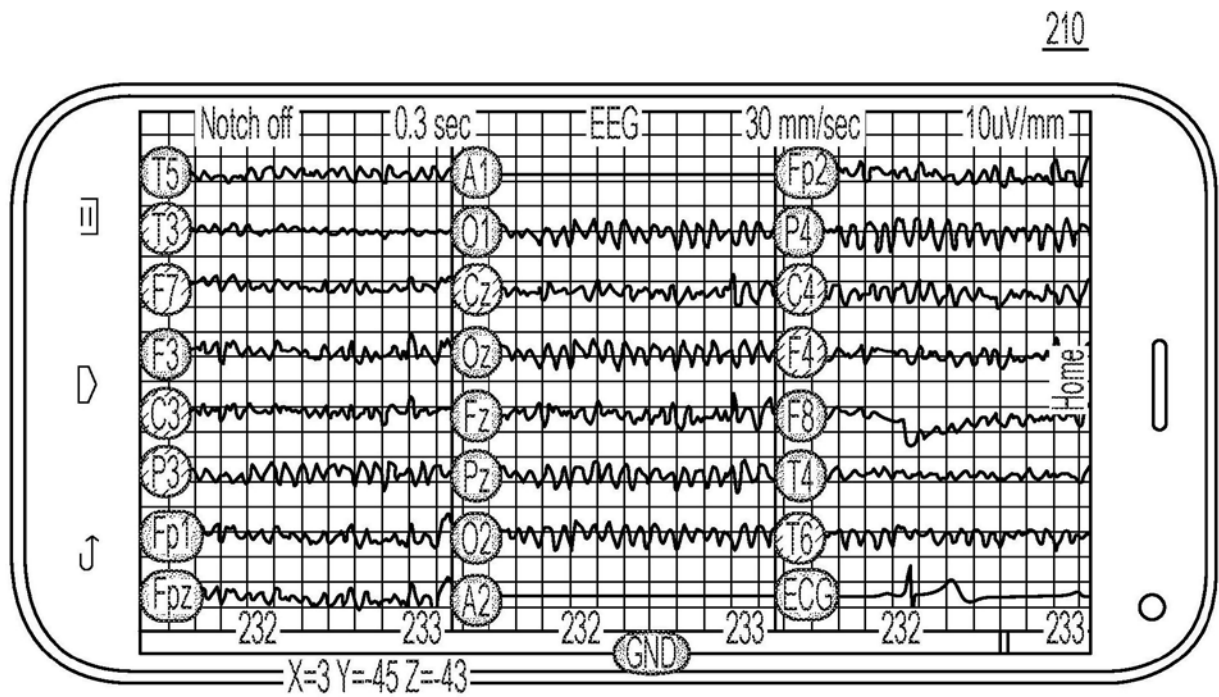 210
Notch off 0.3 sec EEG 30 mm/sec 10uV/mm
T5 A1 Fp2
T3 O1 P4
F7 Cz C4
F3 Oz F4
Home
C3 Fz F8
P3 Pz T4
Fp1 O2 T6
Fpz A2 ECG
232 233 232 233 232 233
GND
X=3 Y=-45 Z=-43